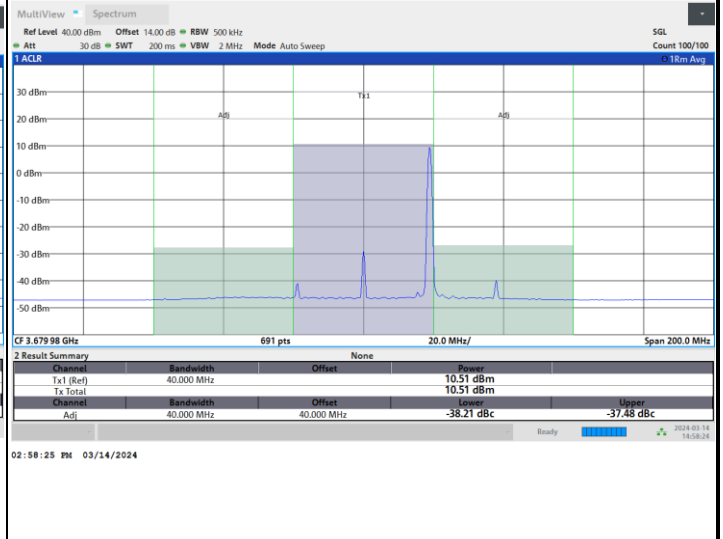 MultiView Spectrum
Ref Level 40.00 dBm Offset 14.00 dB RBW 500 kHz SGL
Att 30 dB SWT 200 ms VBW 2 MHz Mode Auto Sweep Count 100/100
1 ACLR 1Rm Avg
30 dBm
Tx1
20 dBm
Adj Adj
10 dBm
0 dBm
-10 dBm
-20 dBm
-30 dBm
-40 dBm
-50 dBm
CF 3.679 98 GHz 691 pts 20.0 MHz/ Span 200.0 MHz
2 Result Summary None
Channel Bandwidth Offset Power
Tx1 (Ref) 40.000 MHz 10.51 dBm
Tx Total 10.51 dBm
Channel Bandwidth Offset Lower Upper
Adj 40.000 MHz 40.000 MHz -38.21 dBc -37.48 dBc
Ready 2024-03-14
14:58:24
02:58:25 PM 03/14/2024